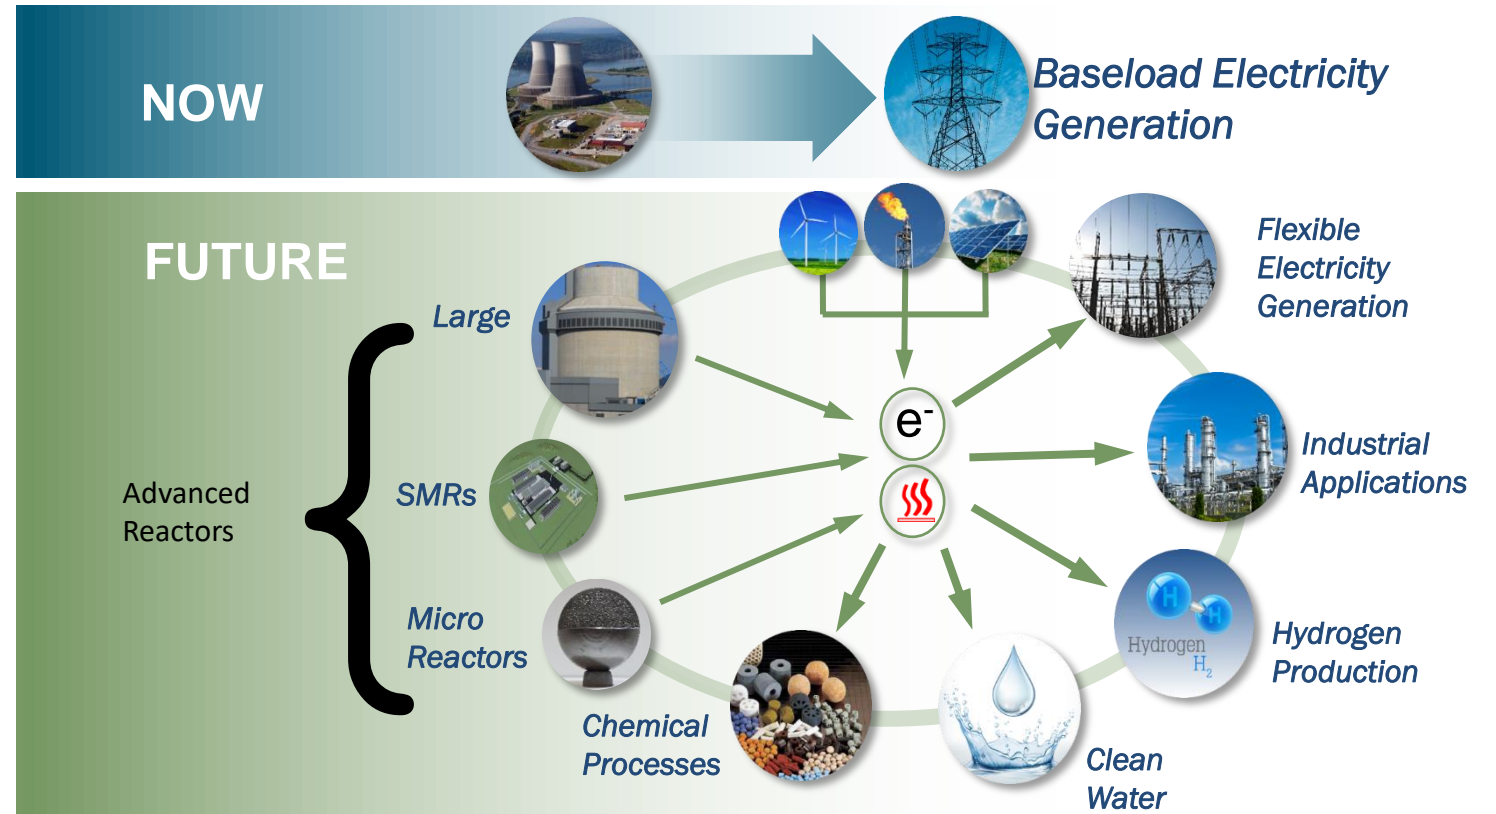 NOW
Baseload Electricity
Generation
FUTURE
Flexible
Electricity
Generation
Large
e-
Industrial
Applications
SMRs
Advanced
Reactors
H
H
Hydrogen
H2
Micro
Reactors
Hydrogen
Production
Chemical
Processes
Clean
Water